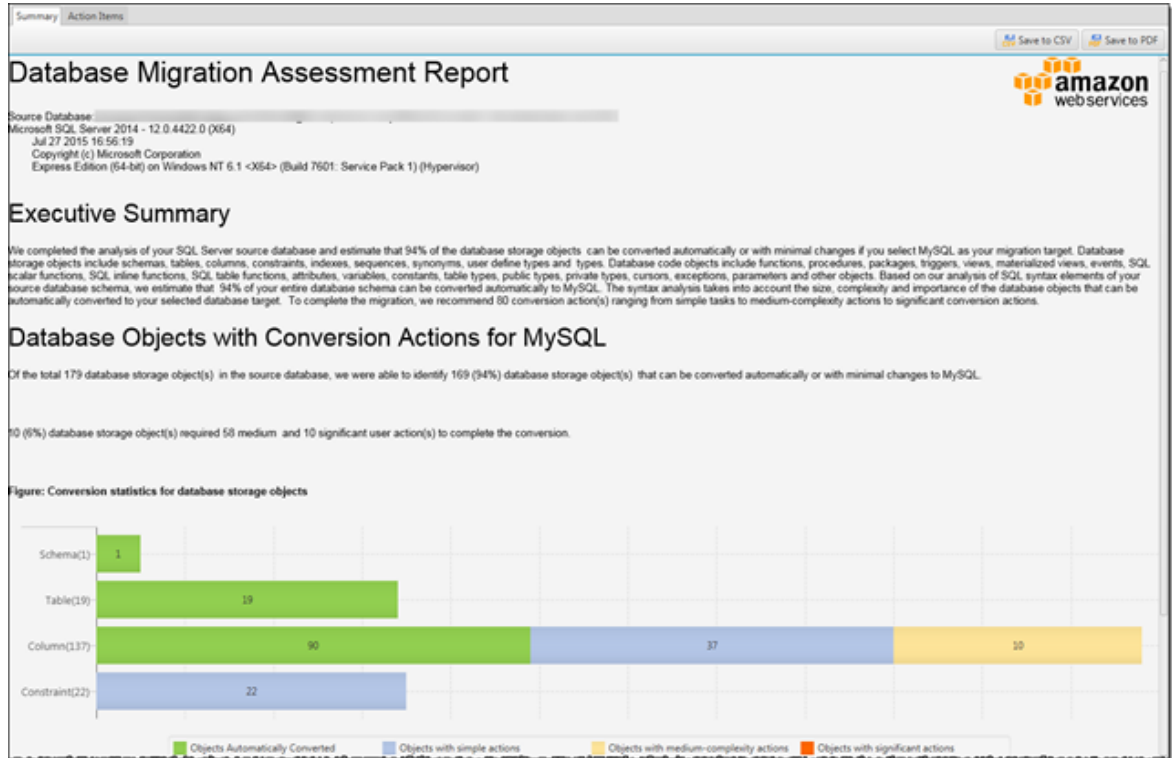 Summary Action Items
Save to CSV Save to PDF
Database Migration Assessment Report
amazon
webservices
Source Database:
Microsoft SQL Server 2014 - 12.0.4422.0 (X64)
Jul 27 2015 16:56:19
Copyright (c) Microsoft Corporation
Express Edition (64-bit) on Windows NT 6.1 <X64> (Build 7601: Service Pack 1) (Hypervisor)
Executive Summary
We completed the analysis of your SQL Server source database and estimate that 94% of the database storage objects can be converted automatically or with minimal changes if you select MySQL as your migration target. Database
storage objects include schemas, tables, columns, constraints, indexes, sequences, synonyms, user define types and types. Database code objects include functions, procedures, packages, triggers, views, materialized views, events, SQL
scalar functions, SQL inline functions, SQL table functions, attributes, variables, constants, table types, public types, private types, cursors, exceptions, parameters and other objects. Based on our analysis of SQL syntax elements of your
source database schema, we estimate that 94% of your entire database schema can be converted automatically to MySQL. The syntax analysis takes into account the size, complexity and importance of the database objects that can be
automatically converted to your selected database target. To complete the migration, we recommend 80 conversion action(s) ranging from simple tasks to medium-complexity actions to significant conversion actions.
Database Objects with Conversion Actions for MySQL
Of the total 179 database storage object(s) in the source database, we were able to identify 169 (94%) database storage object(s) that can be converted automatically or with minimal changes to MySQL.
10 (6%) database storage object(s) required 58 medium and 10 significant user action(s) to complete the conversion.
Figure: Conversion statistics for database storage objects
Schema(1) 1
Table(19) 19
Column(137) 90 37 10
Constraint(22) 22
Objects Automatically Converted Objects with simple actions Objects with medium-complexity actions Objects with significant actions